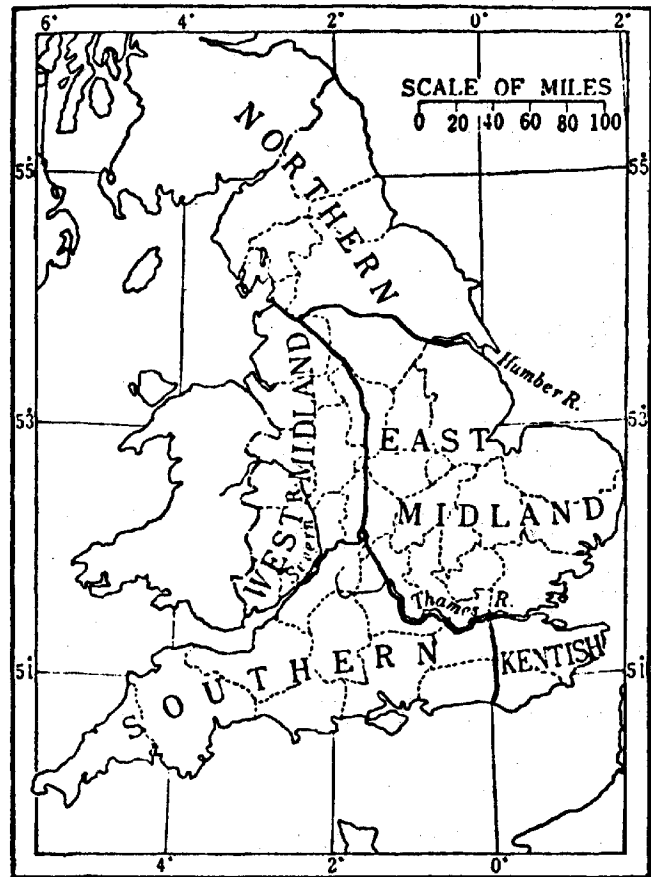 6° 4° 2° 0° 2°
SCALE OF MILES
0 20 40 60 80 100
NORTHERN
55° 55°
Humber R.
WEST MIDLAND
53° 53°
EAST
MIDLAND
Severn R.
Thames R.
SOUTHERN
KENTISH
51° 51°
4° 2° 0°